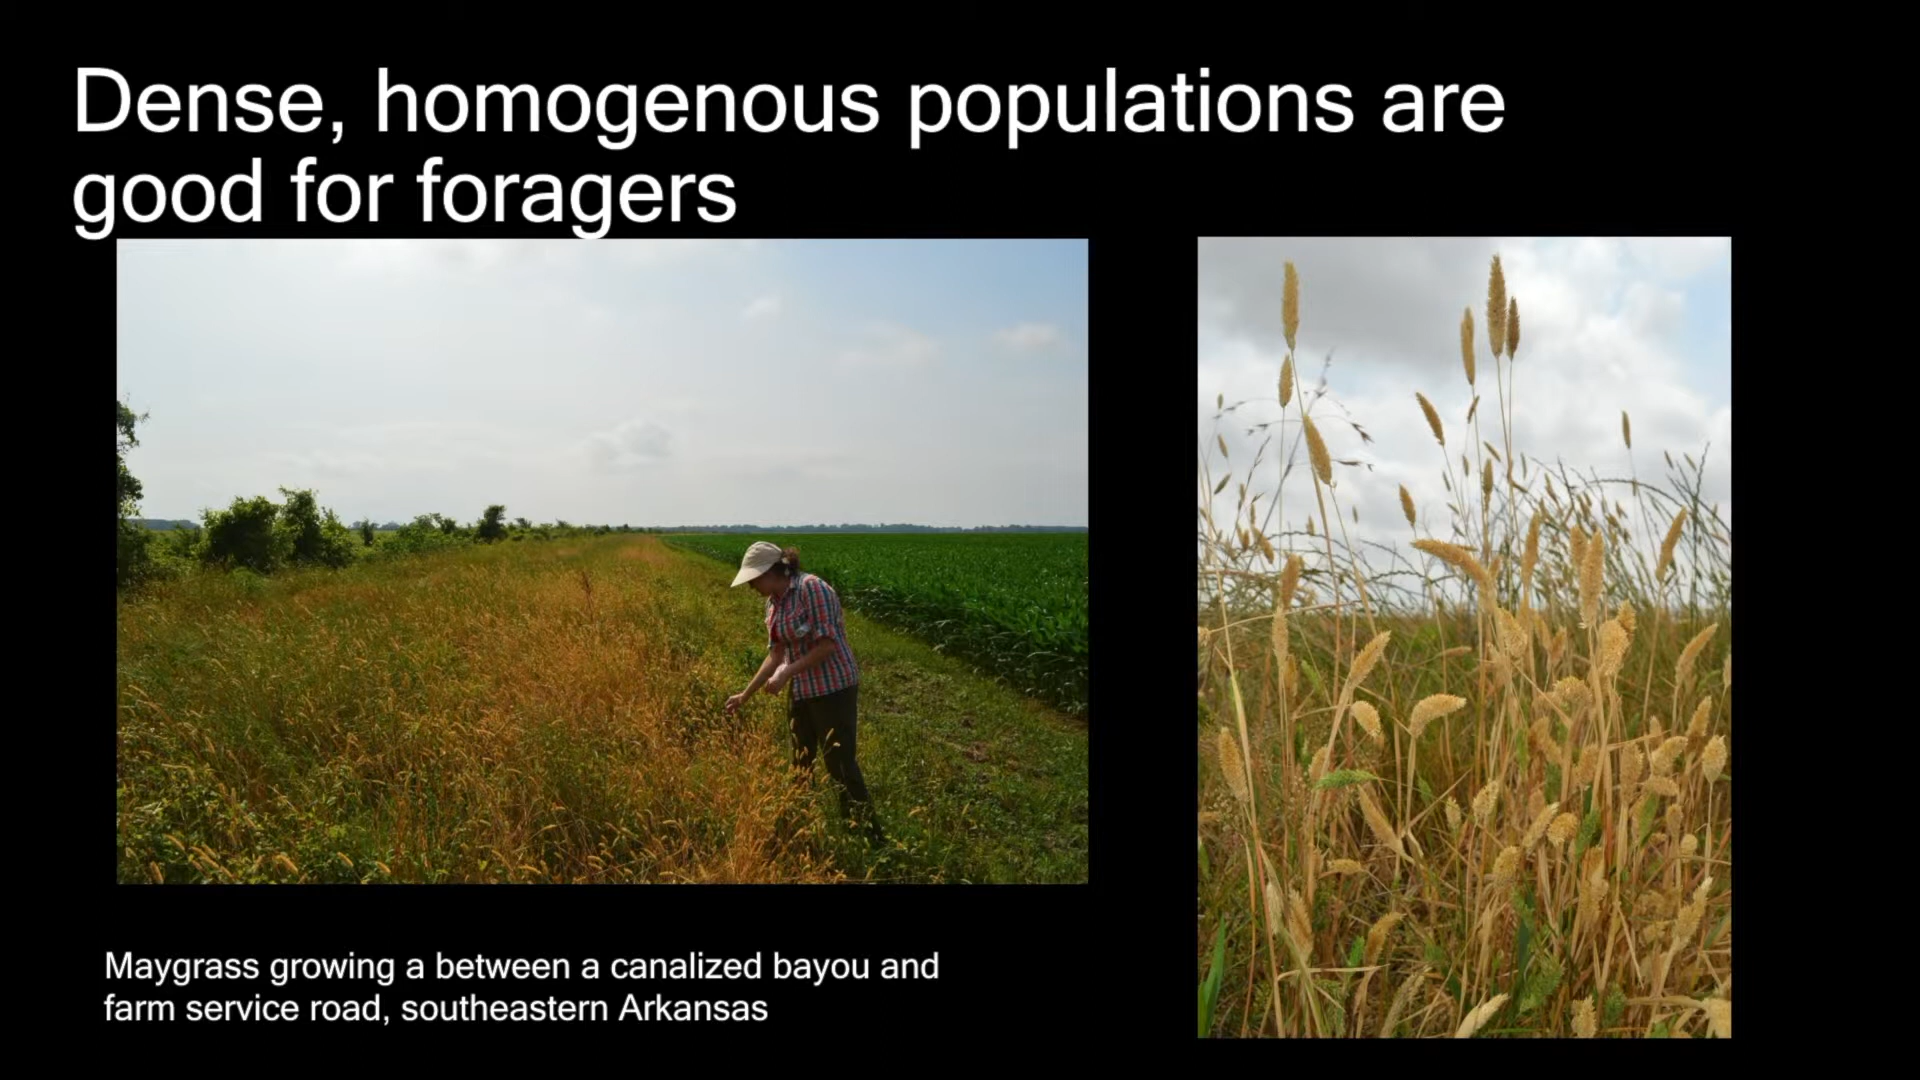 Dense, homogenous populations are
good for foragers
Maygrass growing a between a canalized bayou and
farm service road, southeastern Arkansas